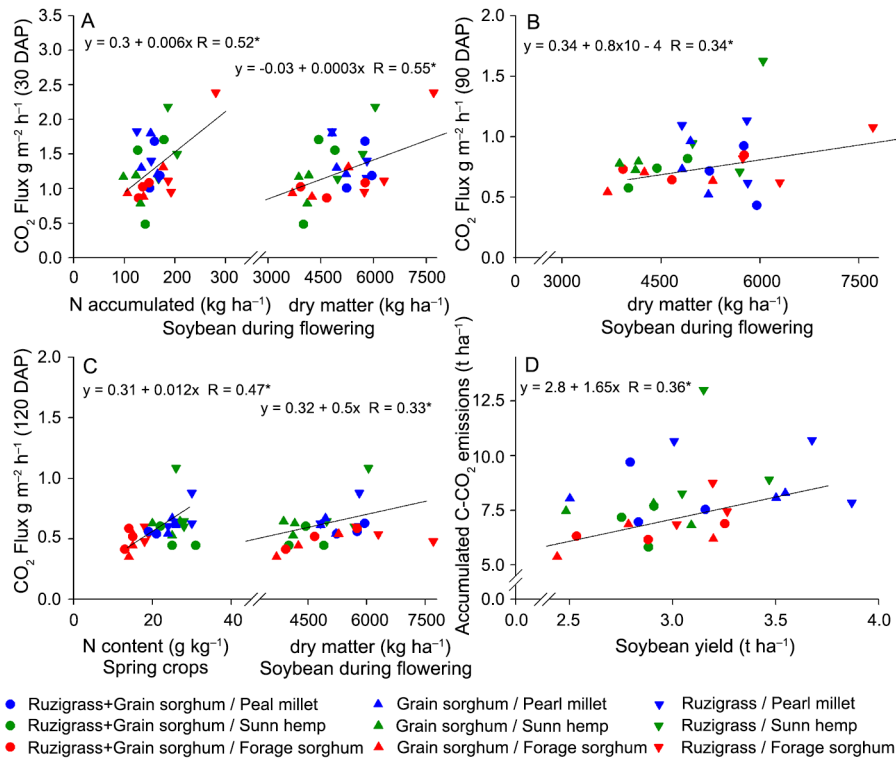 A
y = 0.3 + 0.006x R = 0.52*
y = -0.03 + 0.0003x R = 0.55*
CO₂ Flux g m⁻² h⁻¹ (30 DAP)
3.5
3.0
2.5
2.0
1.5
1.0
0.5
0.0
0 100 200 300 3000 4500 6000 7500
N accumulated (kg ha⁻¹) dry matter (kg ha⁻¹)
Soybean during flowering
B
y = 0.34 + 0.8x10 - 4 R = 0.34*
CO₂ Flux g m⁻² h⁻¹ (90 DAP)
2.0
1.5
1.0
0.5
0.0
0 3000 4500 6000 7500
dry matter (kg ha⁻¹)
Soybean during flowering
C
y = 0.31 + 0.012x R = 0.47*
y = 0.32 + 0.5x R = 0.33*
CO₂ Flux g m⁻² h⁻¹ (120 DAP)
2.0
1.5
1.0
0.5
0.0
0 20 40 4500 6000 7500
N content (g kg⁻¹) dry matter (kg ha⁻¹)
Spring crops Soybean during flowering
D
y = 2.8 + 1.65x R = 0.36*
Accumulated C-CO₂ emissions (t ha⁻¹)
12.5
10.0
7.5
5.0
0.0
0.0 2.5 3.0 3.5 4.0
Soybean yield (t ha⁻¹)
Ruzigrass+Grain sorghum / Peal millet Grain sorghum / Pearl millet Ruzigrass / Pearl millet
Ruzigrass+Grain sorghum / Sunn hemp Grain sorghum / Sunn hemp Ruzigrass / Sunn hemp
Ruzigrass+Grain sorghum / Forage sorghum Grain sorghum / Forage sorghum Ruzigrass / Forage sorghum